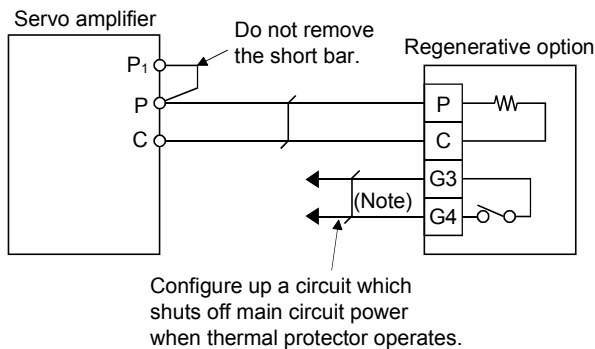 Servo amplifier
Do not remove
the short bar.
Regenerative option
P₁
P
C
P
C
G3
G4
(Note)
Configure up a circuit which
shuts off main circuit power
when thermal protector operates.